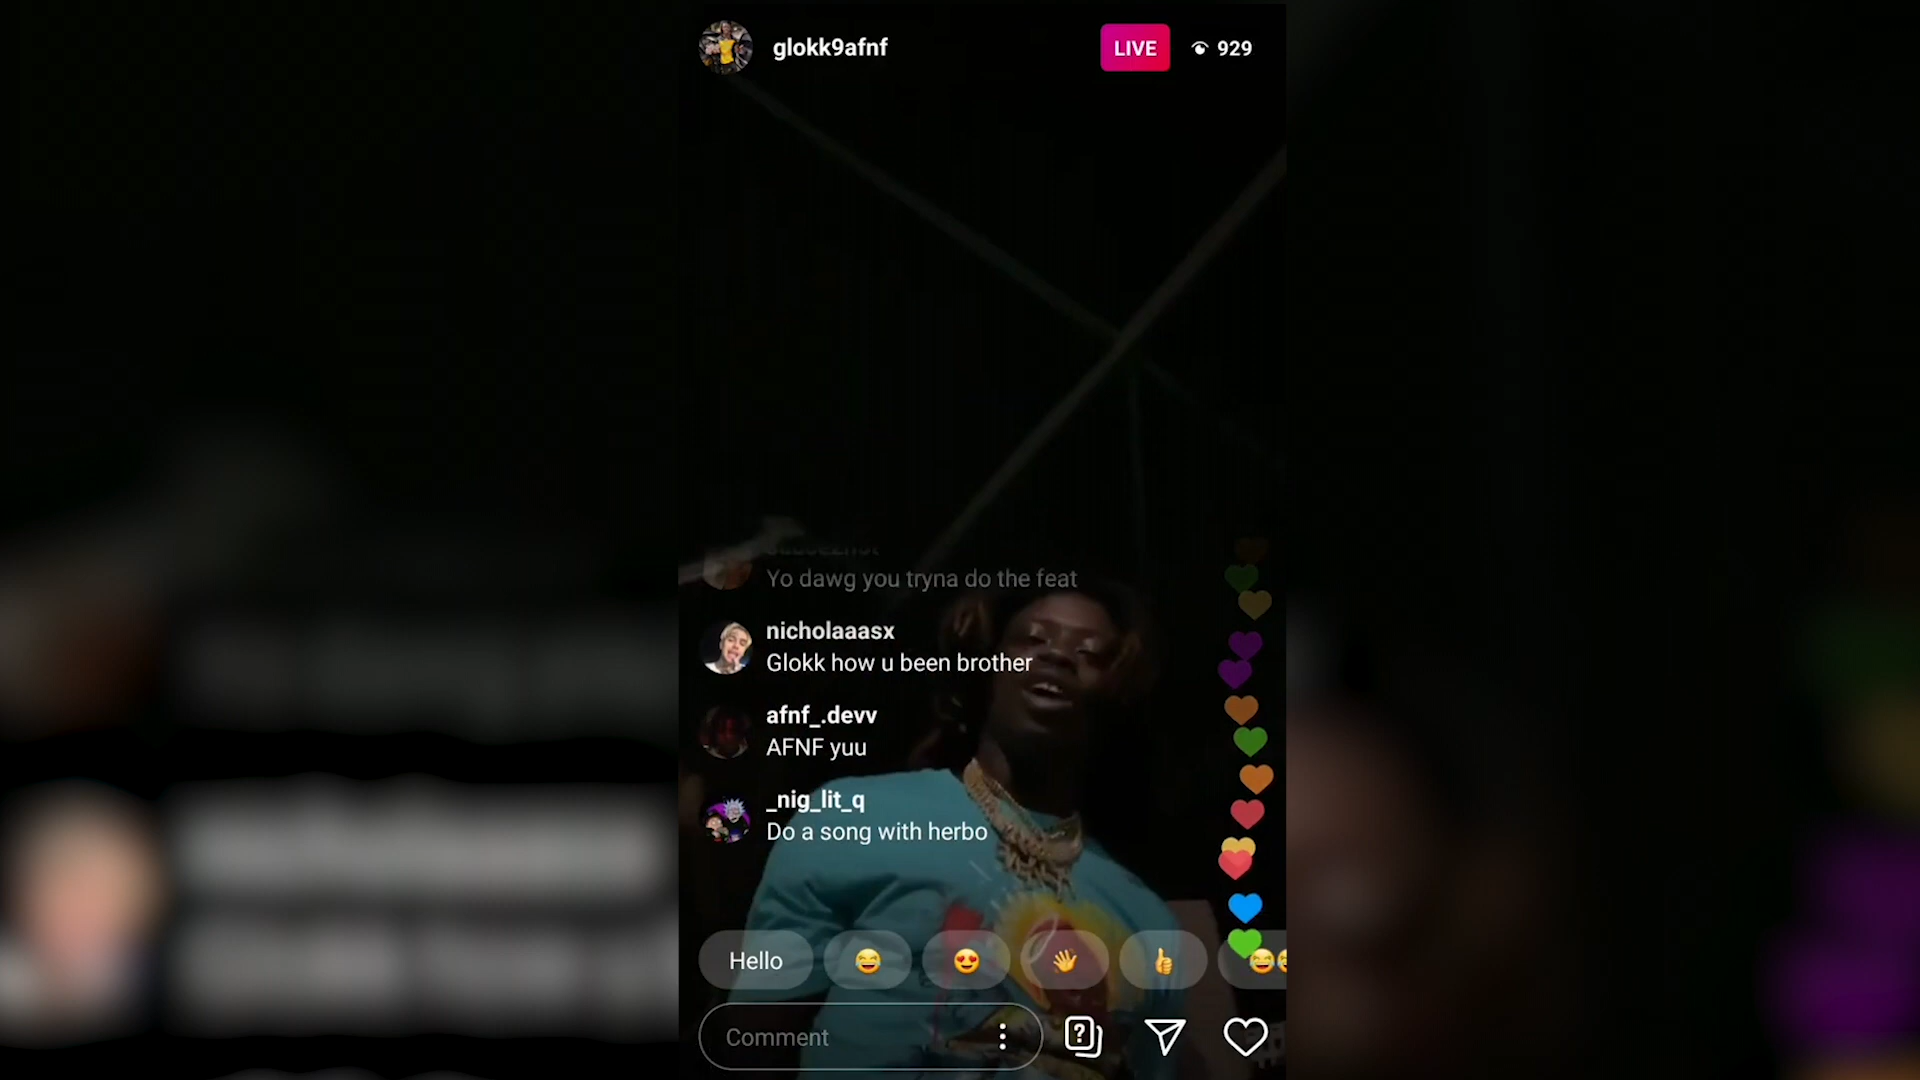 glokk9afnf
LIVE
929
Yo dawg you tryna do the feat
nicholaaasx
Glokk how u been brother
afnf_.devv
AFNF yuu
_nig_lit_q
Do a song with herbo
Hello
Comment